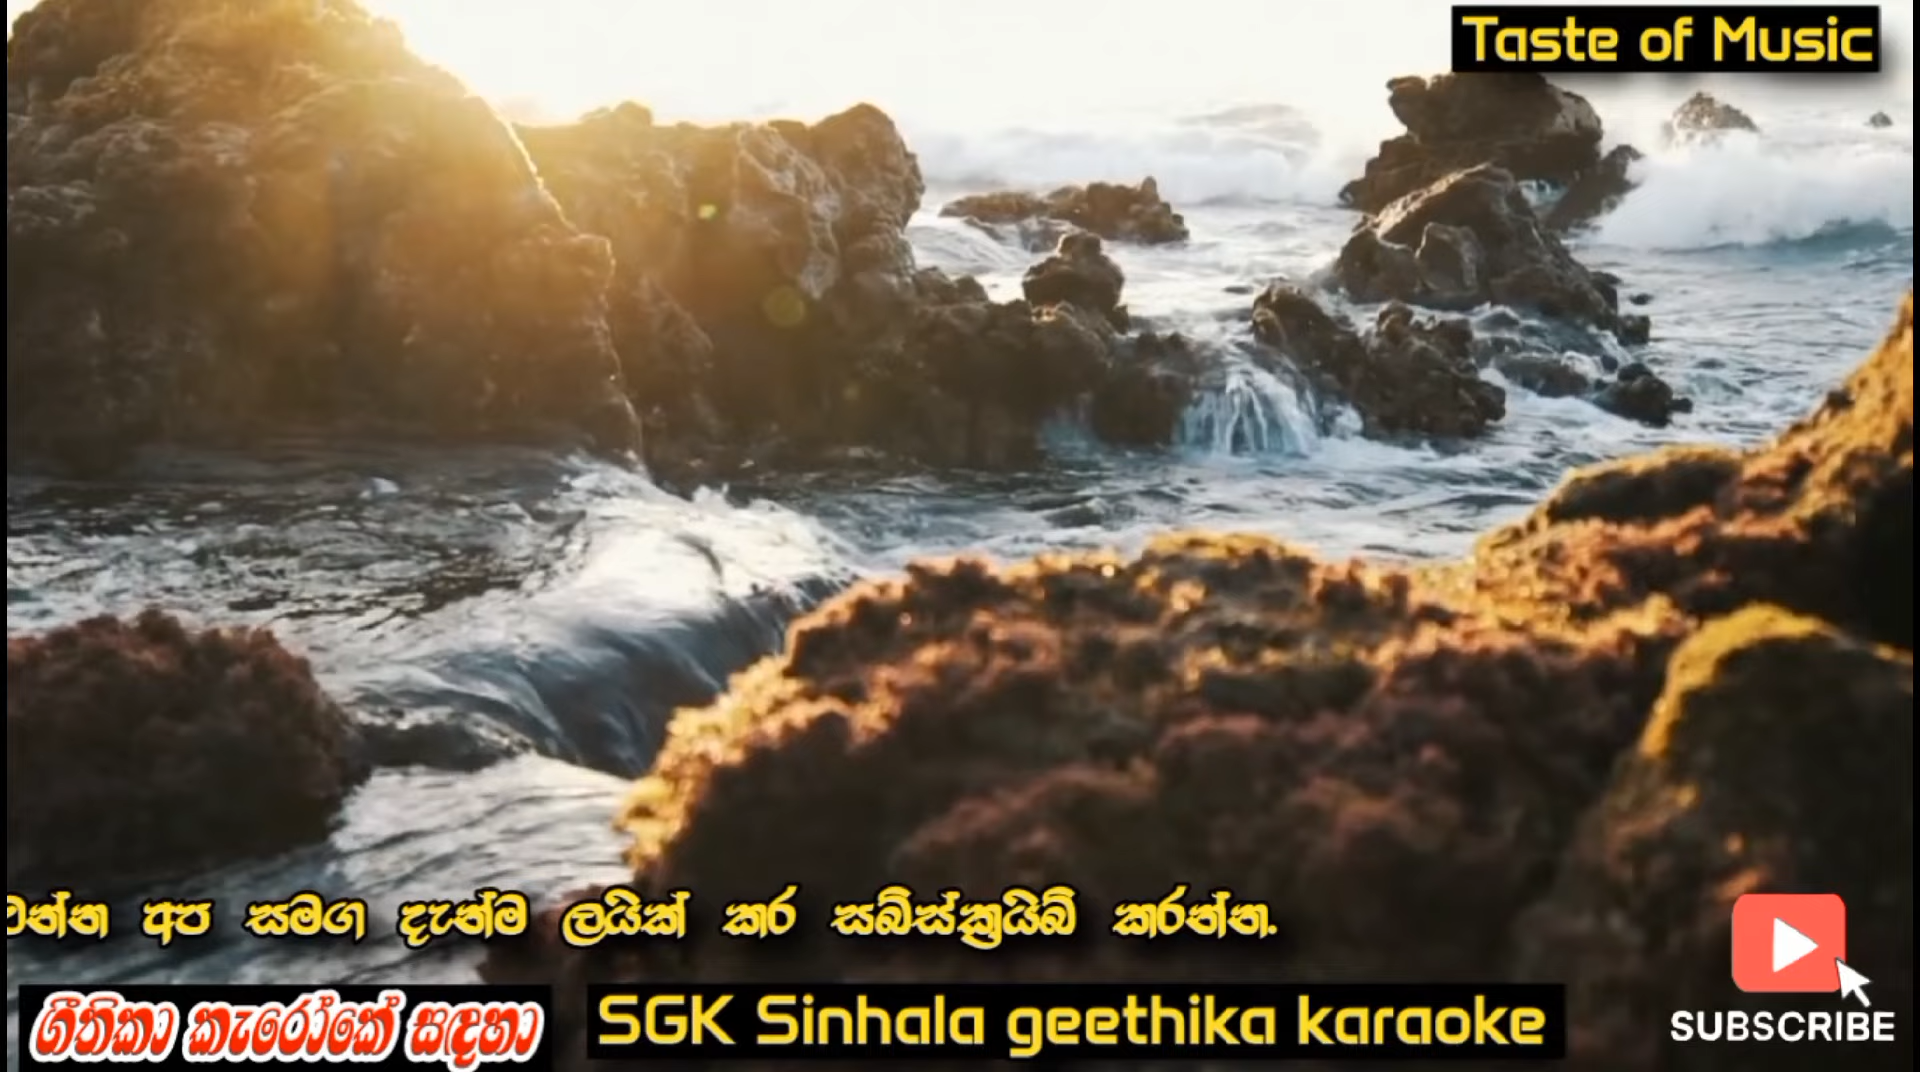 Taste of Music
අප සමග දැන්ම ලයික් කර සබ්ස්ක්‍රයිබ් කරන්න.
ගීතිකා කැරෝකේ සඳහා
SGK Sinhala geethika karaoke
SUBSCRIBE